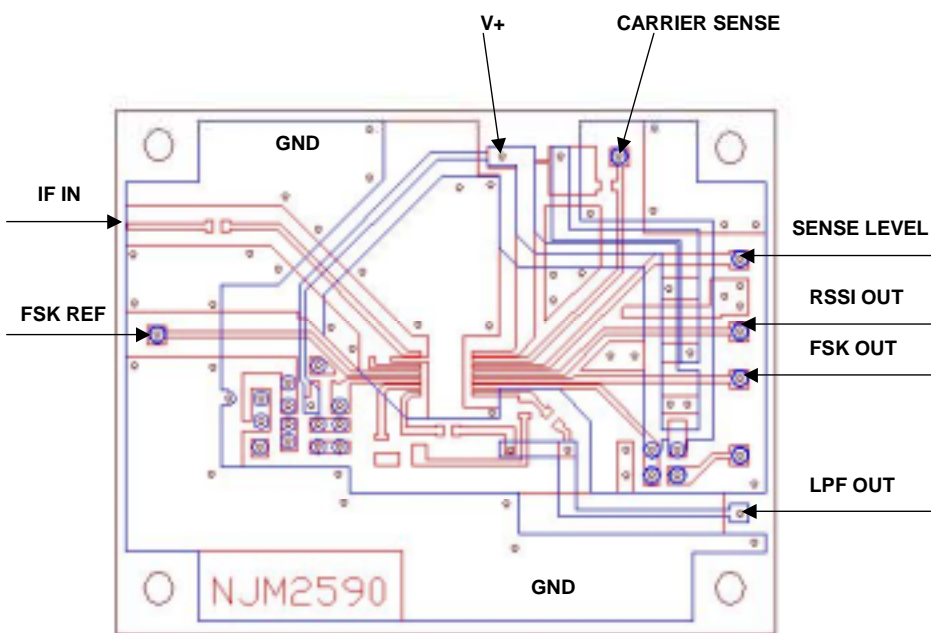 V+
CARRIER SENSE
GND
IF IN
SENSE LEVEL
RSSI OUT
FSK REF
FSK OUT
LPF OUT
NJM2590
GND